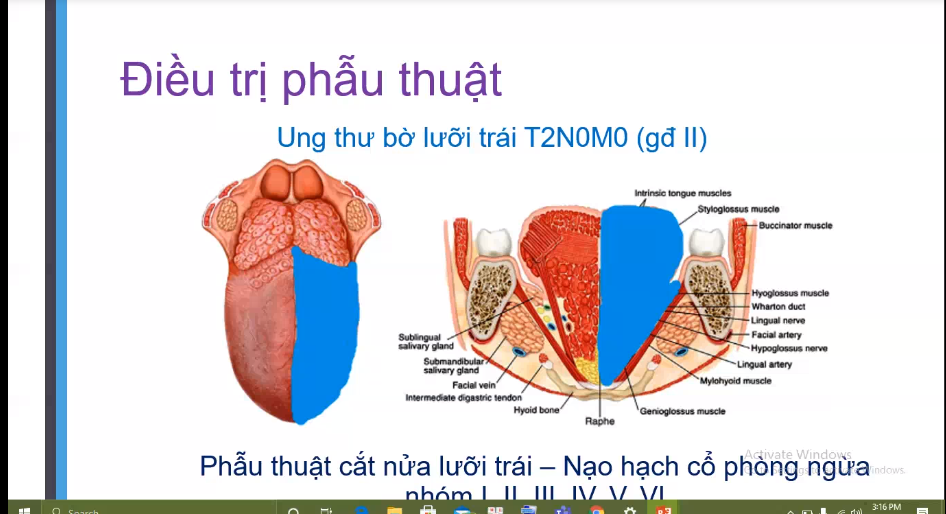 Điều trị phẫu thuật
Ung thư bờ lưỡi trái T2N0M0 (gđ II)
Intrinsic tongue muscles
Styloglossus muscle
Buccinator muscle
Hyoglossus muscle
Wharton duct
Lingual nerve
Facial artery
Hypoglossus nerve
Lingual artery
Mylohyoid muscle
Genioglossus muscle
Raphe
Hyoid bone
Intermediate digastric tendon
Facial vein
Submandibular
salivary gland
Sublingual
salivary gland
Phẫu thuật cắt nửa lưỡi trái – Nạo hạch cổ phòng ngừa
nhóm I, II, III, IV, V, VI
Activate Windows
Windows.
Search
3:16 PM